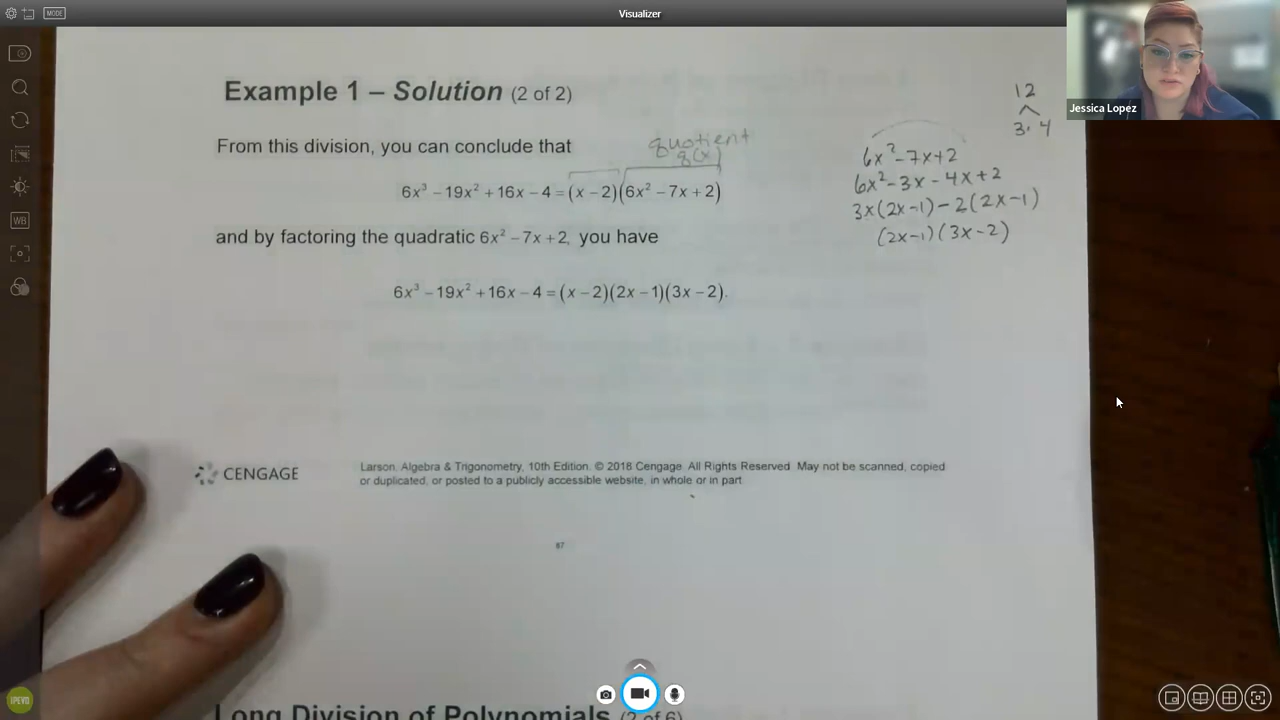 MODE
Visualizer
Jessica Lopez
Example 1 – Solution (2 of 2)
From this division, you can conclude that
quotient
q(x)
6x³ − 19x² + 16x − 4 = (x − 2)(6x² − 7x + 2)
and by factoring the quadratic 6x² − 7x + 2, you have
6x³ − 19x² + 16x − 4 = (x − 2)(2x − 1)(3x − 2).
12
3·4
6x²-7x+2
6x²-3x-4x+2
3x(2x-1)-2(2x-1)
(2x-1)(3x-2)
CENGAGE
Larson, Algebra & Trigonometry, 10th Edition. © 2018 Cengage. All Rights Reserved. May not be scanned, copied
or duplicated, or posted to a publicly accessible website, in whole or in part.
67
Long Division of Polynomials (2 of 6)
WB
IPEVO